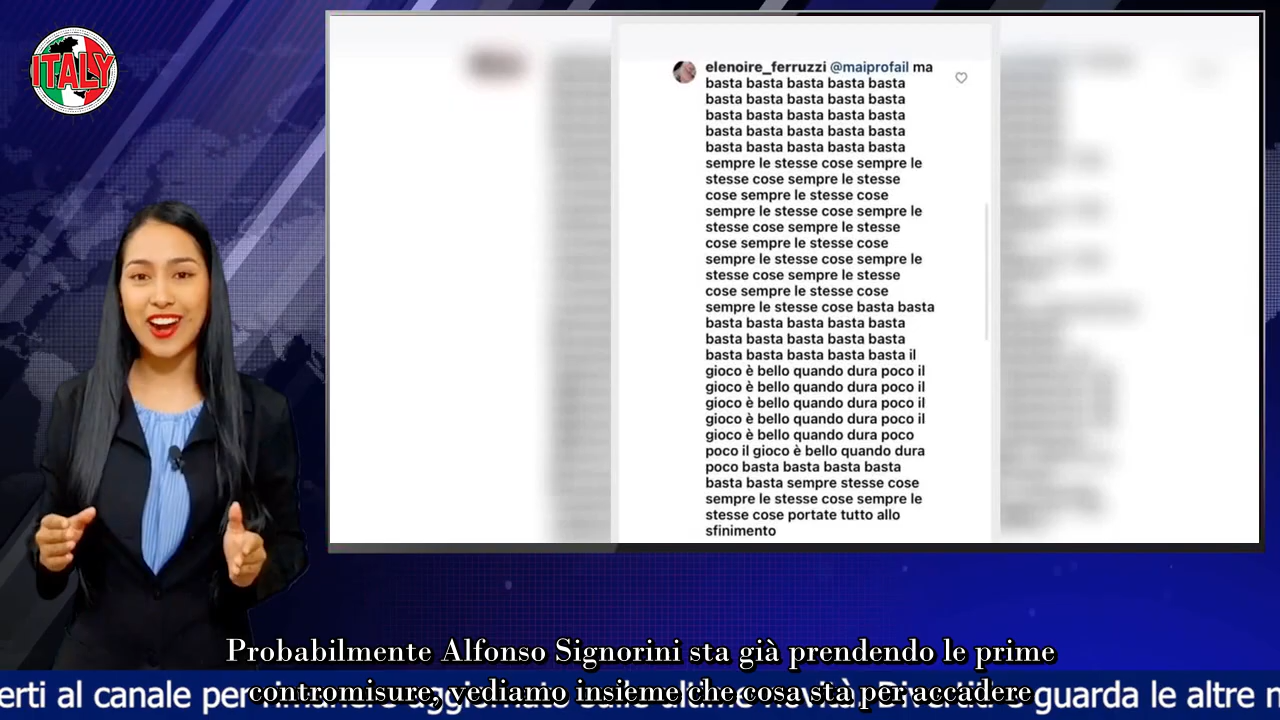 ITALY
elenoire_ferruzzi @maiprofail ma
basta basta basta basta basta
basta basta basta basta basta
basta basta basta basta basta
basta basta basta basta basta
basta basta basta basta basta
sempre le stesse cose sempre le
stesse cose sempre le stesse
cose sempre le stesse cose
sempre le stesse cose sempre le
stesse cose sempre le stesse
cose sempre le stesse cose
sempre le stesse cose sempre le
stesse cose sempre le stesse
cose sempre le stesse cose
sempre le stesse cose basta basta
basta basta basta basta basta
basta basta basta basta basta
basta basta basta basta basta il
gioco è bello quando dura poco il
gioco è bello quando dura poco il
gioco è bello quando dura poco il
gioco è bello quando dura poco il
gioco è bello quando dura poco
poco il gioco è bello quando dura
poco basta basta basta basta
basta basta sempre stesse cose
sempre le stesse cose sempre le
stesse cose portate tutto allo
sfinimento
Probabilmente Alfonso Signorini sta già prendendo le prime
contromisure, vediamo insieme che cosa sta per accadere
erti al canale per rimanere aggiornato sulle ultime novità. guarda le altre n